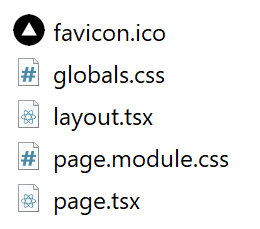 favicon.ico
globals.css
layout.tsx
page.module.css
page.tsx